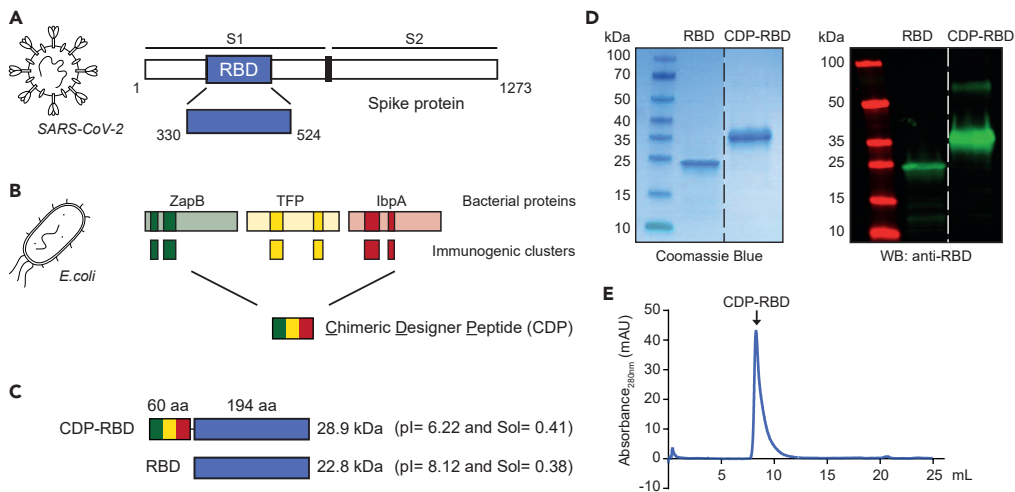 A
S1
S2
RBD
1
1273
Spike protein
330
524
SARS-CoV-2
B
ZapB
TFP
IbpA
Bacterial proteins
Immunogenic clusters
E.coli
Chimeric Designer Peptide (CDP)
C
60 aa
194 aa
CDP-RBD
28.9 kDa (pI= 6.22 and Sol= 0.41)
RBD
22.8 kDa (pI= 8.12 and Sol= 0.38)
D
kDa
RBD
CDP-RBD
100
70
50
40
35
25
15
10
Coomassie Blue
kDa
RBD
CDP-RBD
100
50
35
25
15
10
WB: anti-RBD
E
CDP-RBD
Absorbance280nm (mAU)
50
40
30
20
10
0
-10
5
10
15
20
25
mL